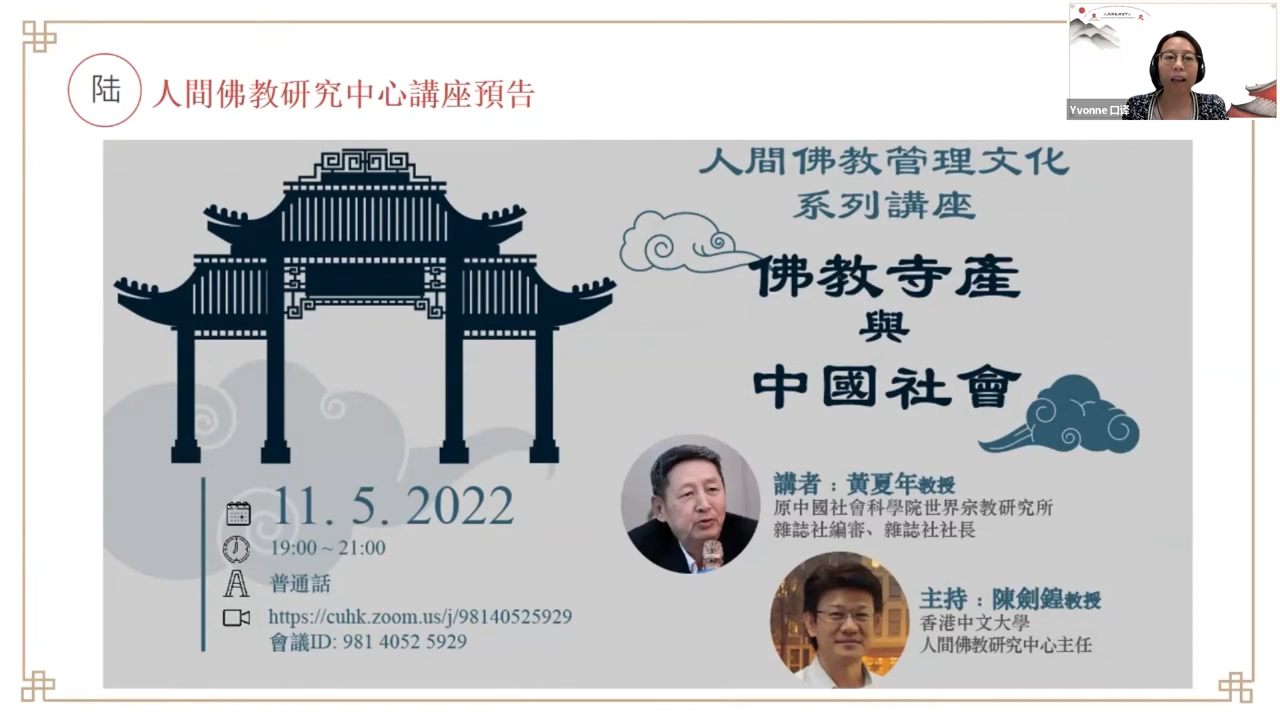 陆
人間佛教研究中心講座預告
Yvonne 口译
人間佛教管理文化
系列講座
佛教寺產
與
中國社會
11. 5. 2022
19:00 ~ 21:00
普通話
https://cuhk.zoom.us/j/98140525929
會議ID: 981 4052 5929
講者：黃夏年教授
原中國社會科學院世界宗教研究所
雜誌社編審、雜誌社社長
主持：陳劍鍠教授
香港中文大學
人間佛教研究中心主任